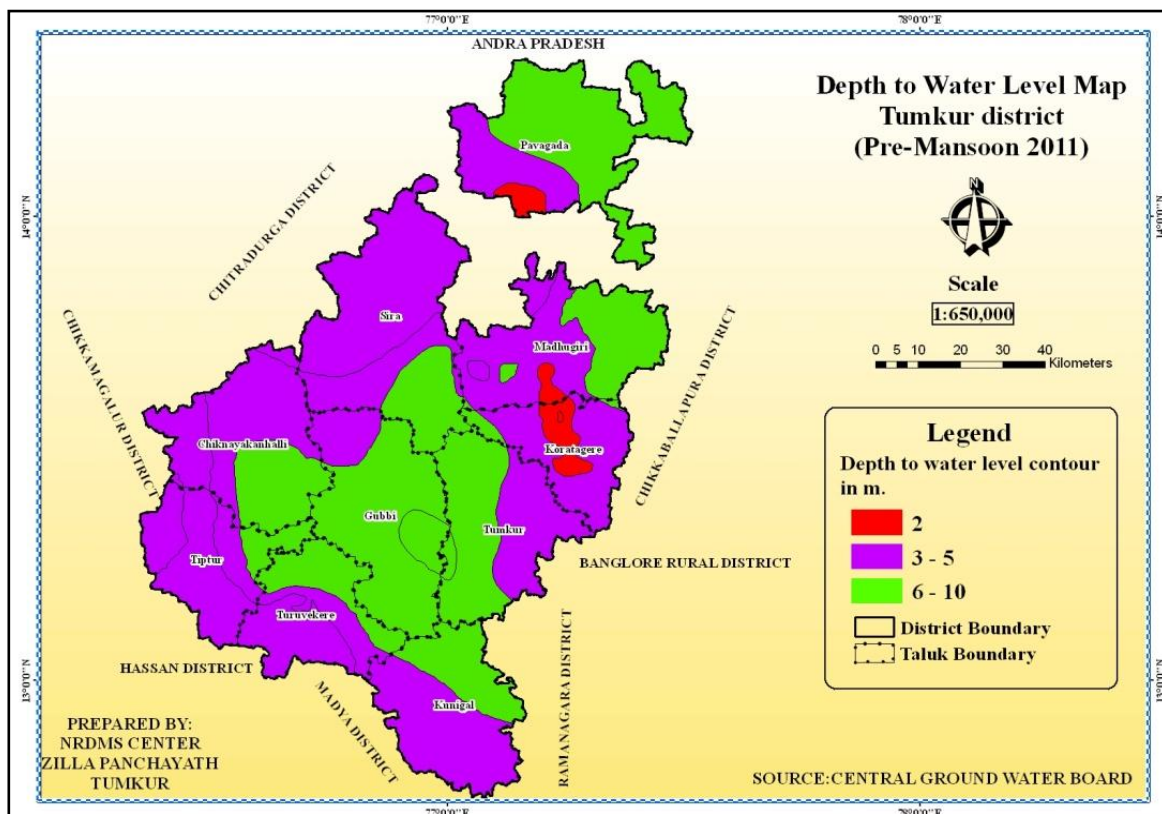 77°0'0"E
78°0'0"E
ANDRA PRADESH
Depth to Water Level Map
Tumkur district
(Pre-Mansoon 2011)
N
Scale
1:650,000
0 5 10 20 30 40
Kilometers
Pavagada
14°0'0"N
14°0'0"N
CHITRADURGA DISTRICT
Sira
Madhugiri
CHIKKAMAGALUR DISTRICT
CHIKKABALLAPURA DISTRICT
Chiknayakanhalli
Koratagere
Gubbi
Tumkur
Tiptur
BANGLORE RURAL DISTRICT
Turuvekere
HASSAN DISTRICT
MADYA DISTRICT
RAMANAGARA DISTRICT
Kunigal
13°0'0"N
13°0'0"N
Legend
Depth to water level contour
in m.
2
3 - 5
6 - 10
District Boundary
Taluk Boundary
PREPARED BY:
NRDMS CENTER
ZILLA PANCHAYATH
TUMKUR
SOURCE:CENTRAL GROUND WATER BOARD
77°0'0"E
78°0'0"E